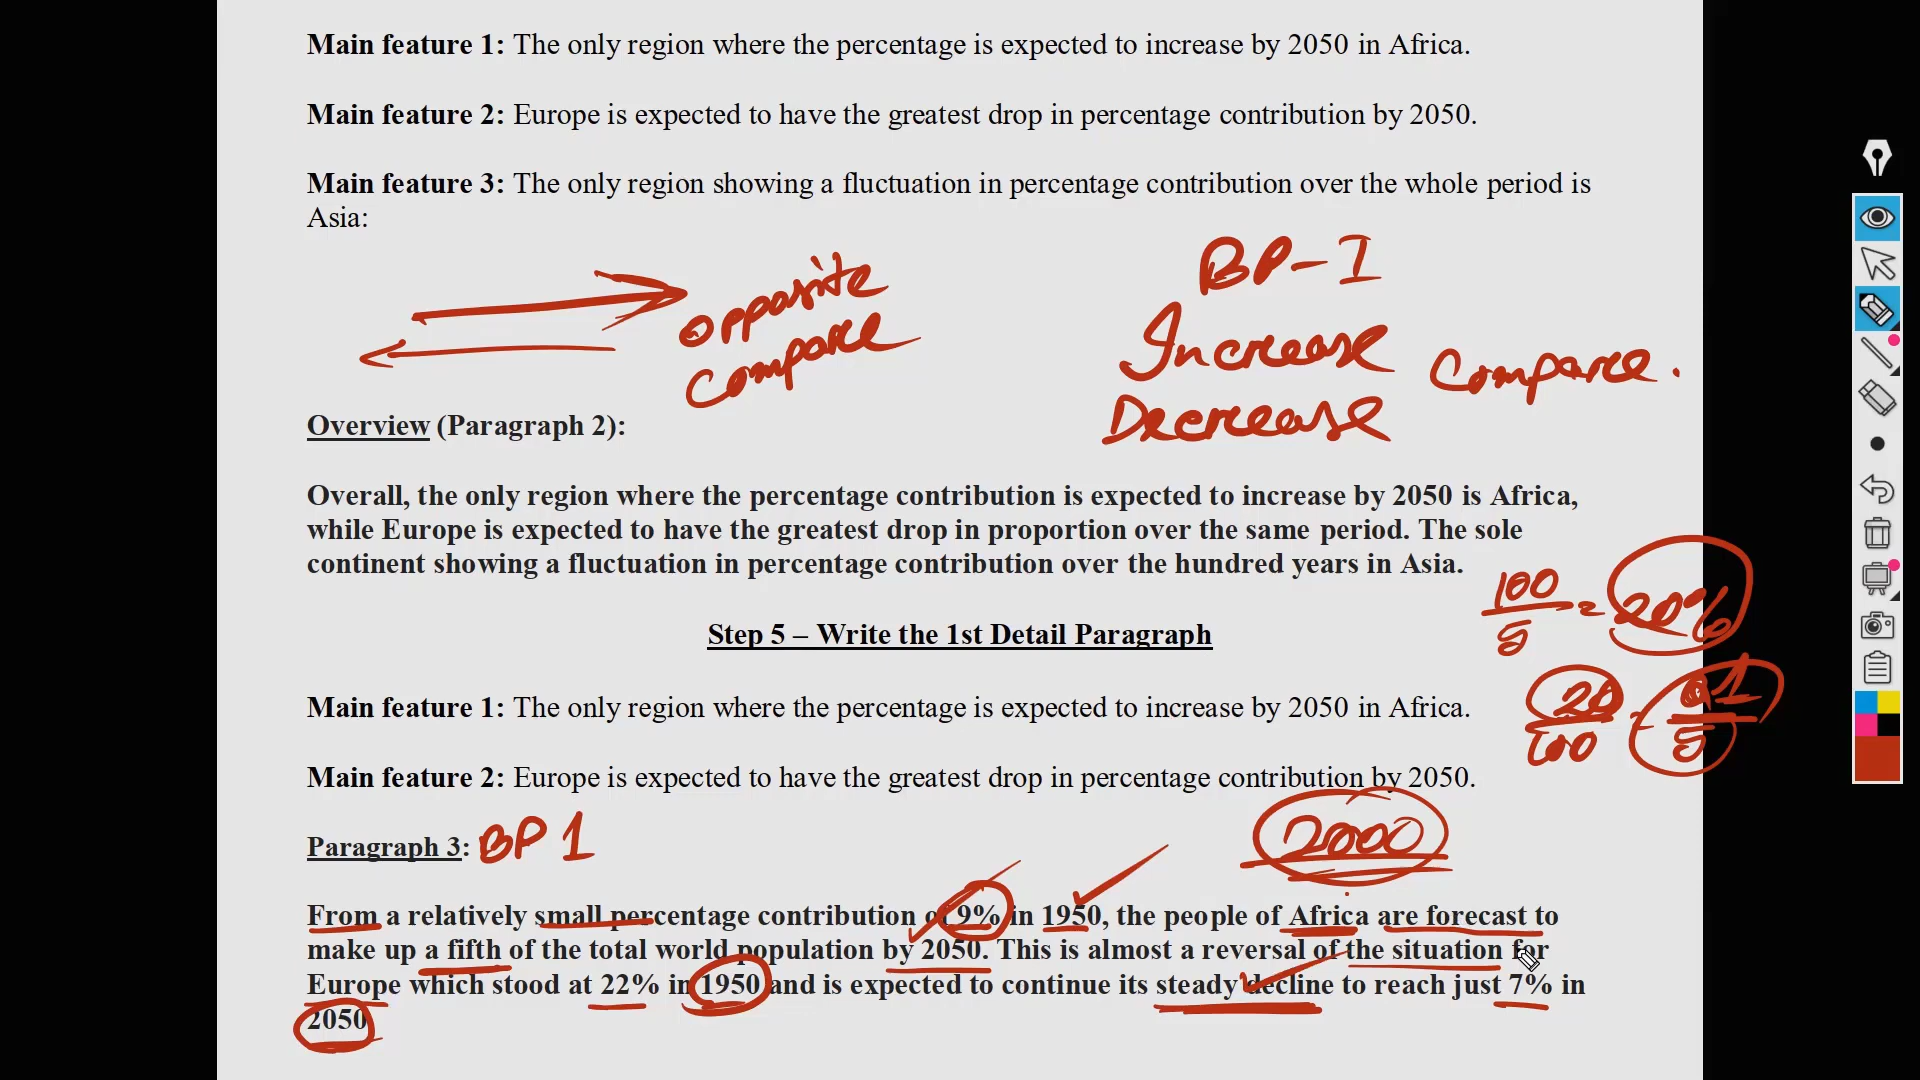 Main feature 1: The only region where the percentage is expected to increase by 2050 in Africa.
Main feature 2: Europe is expected to have the greatest drop in percentage contribution by 2050.
Main feature 3: The only region showing a fluctuation in percentage contribution over the whole period is
Asia:
BP-I
opposite
compare
Increase
Compare.
Decrease
Overview (Paragraph 2):
Overall, the only region where the percentage contribution is expected to increase by 2050 is Africa,
while Europe is expected to have the greatest drop in proportion over the same period. The sole
continent showing a fluctuation in percentage contribution over the hundred years in Asia.
100/5 = 20%
Step 5 – Write the 1st Detail Paragraph
Main feature 1: The only region where the percentage is expected to increase by 2050 in Africa.
20/100 = 1/5
Main feature 2: Europe is expected to have the greatest drop in percentage contribution by 2050.
Paragraph 3: BP 1
2000
From a relatively small percentage contribution of 9% in 1950, the people of Africa are forecast to
make up a fifth of the total world population by 2050. This is almost a reversal of the situation for
Europe which stood at 22% in 1950 and is expected to continue its steady decline to reach just 7% in
2050